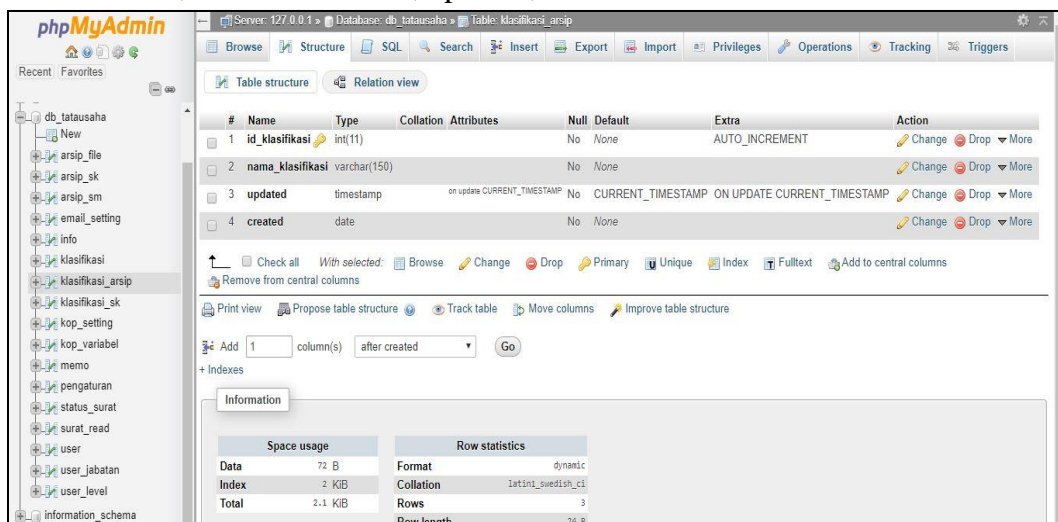 phpMyAdmin
Recent Favorites
db_tatausaha
New
arsip_file
arsip_sk
arsip_sm
email_setting
info
klasifikasi
klasifikasi_arsip
klasifikasi_sk
kop_setting
kop_variabel
memo
pengaturan
status_surat
surat_read
user
user_jabatan
user_level
information_schema
Server: 127.0.0.1 » Database: db_tatausaha » Table: klasifikasi_arsip
Browse Structure SQL Search Insert Export Import Privileges Operations Tracking Triggers
Table structure Relation view
# Name Type Collation Attributes Null Default Extra Action
1 id_klasifikasi int(11) No None AUTO_INCREMENT Change Drop More
2 nama_klasifikasi varchar(150) No None Change Drop More
3 updated timestamp on update CURRENT_TIMESTAMP No CURRENT_TIMESTAMP ON UPDATE CURRENT_TIMESTAMP Change Drop More
4 created date No None Change Drop More
Check all With selected: Browse Change Drop Primary Unique Index Fulltext Add to central columns
Remove from central columns
Print view Propose table structure Track table Move columns Improve table structure
Add 1 column(s) after created Go
+ Indexes
Information
Space usage Row statistics
Data 72 B Format dynamic
Index 2 KiB Collation latin1_swedish_ci
Total 2.1 KiB Rows 3
Row length